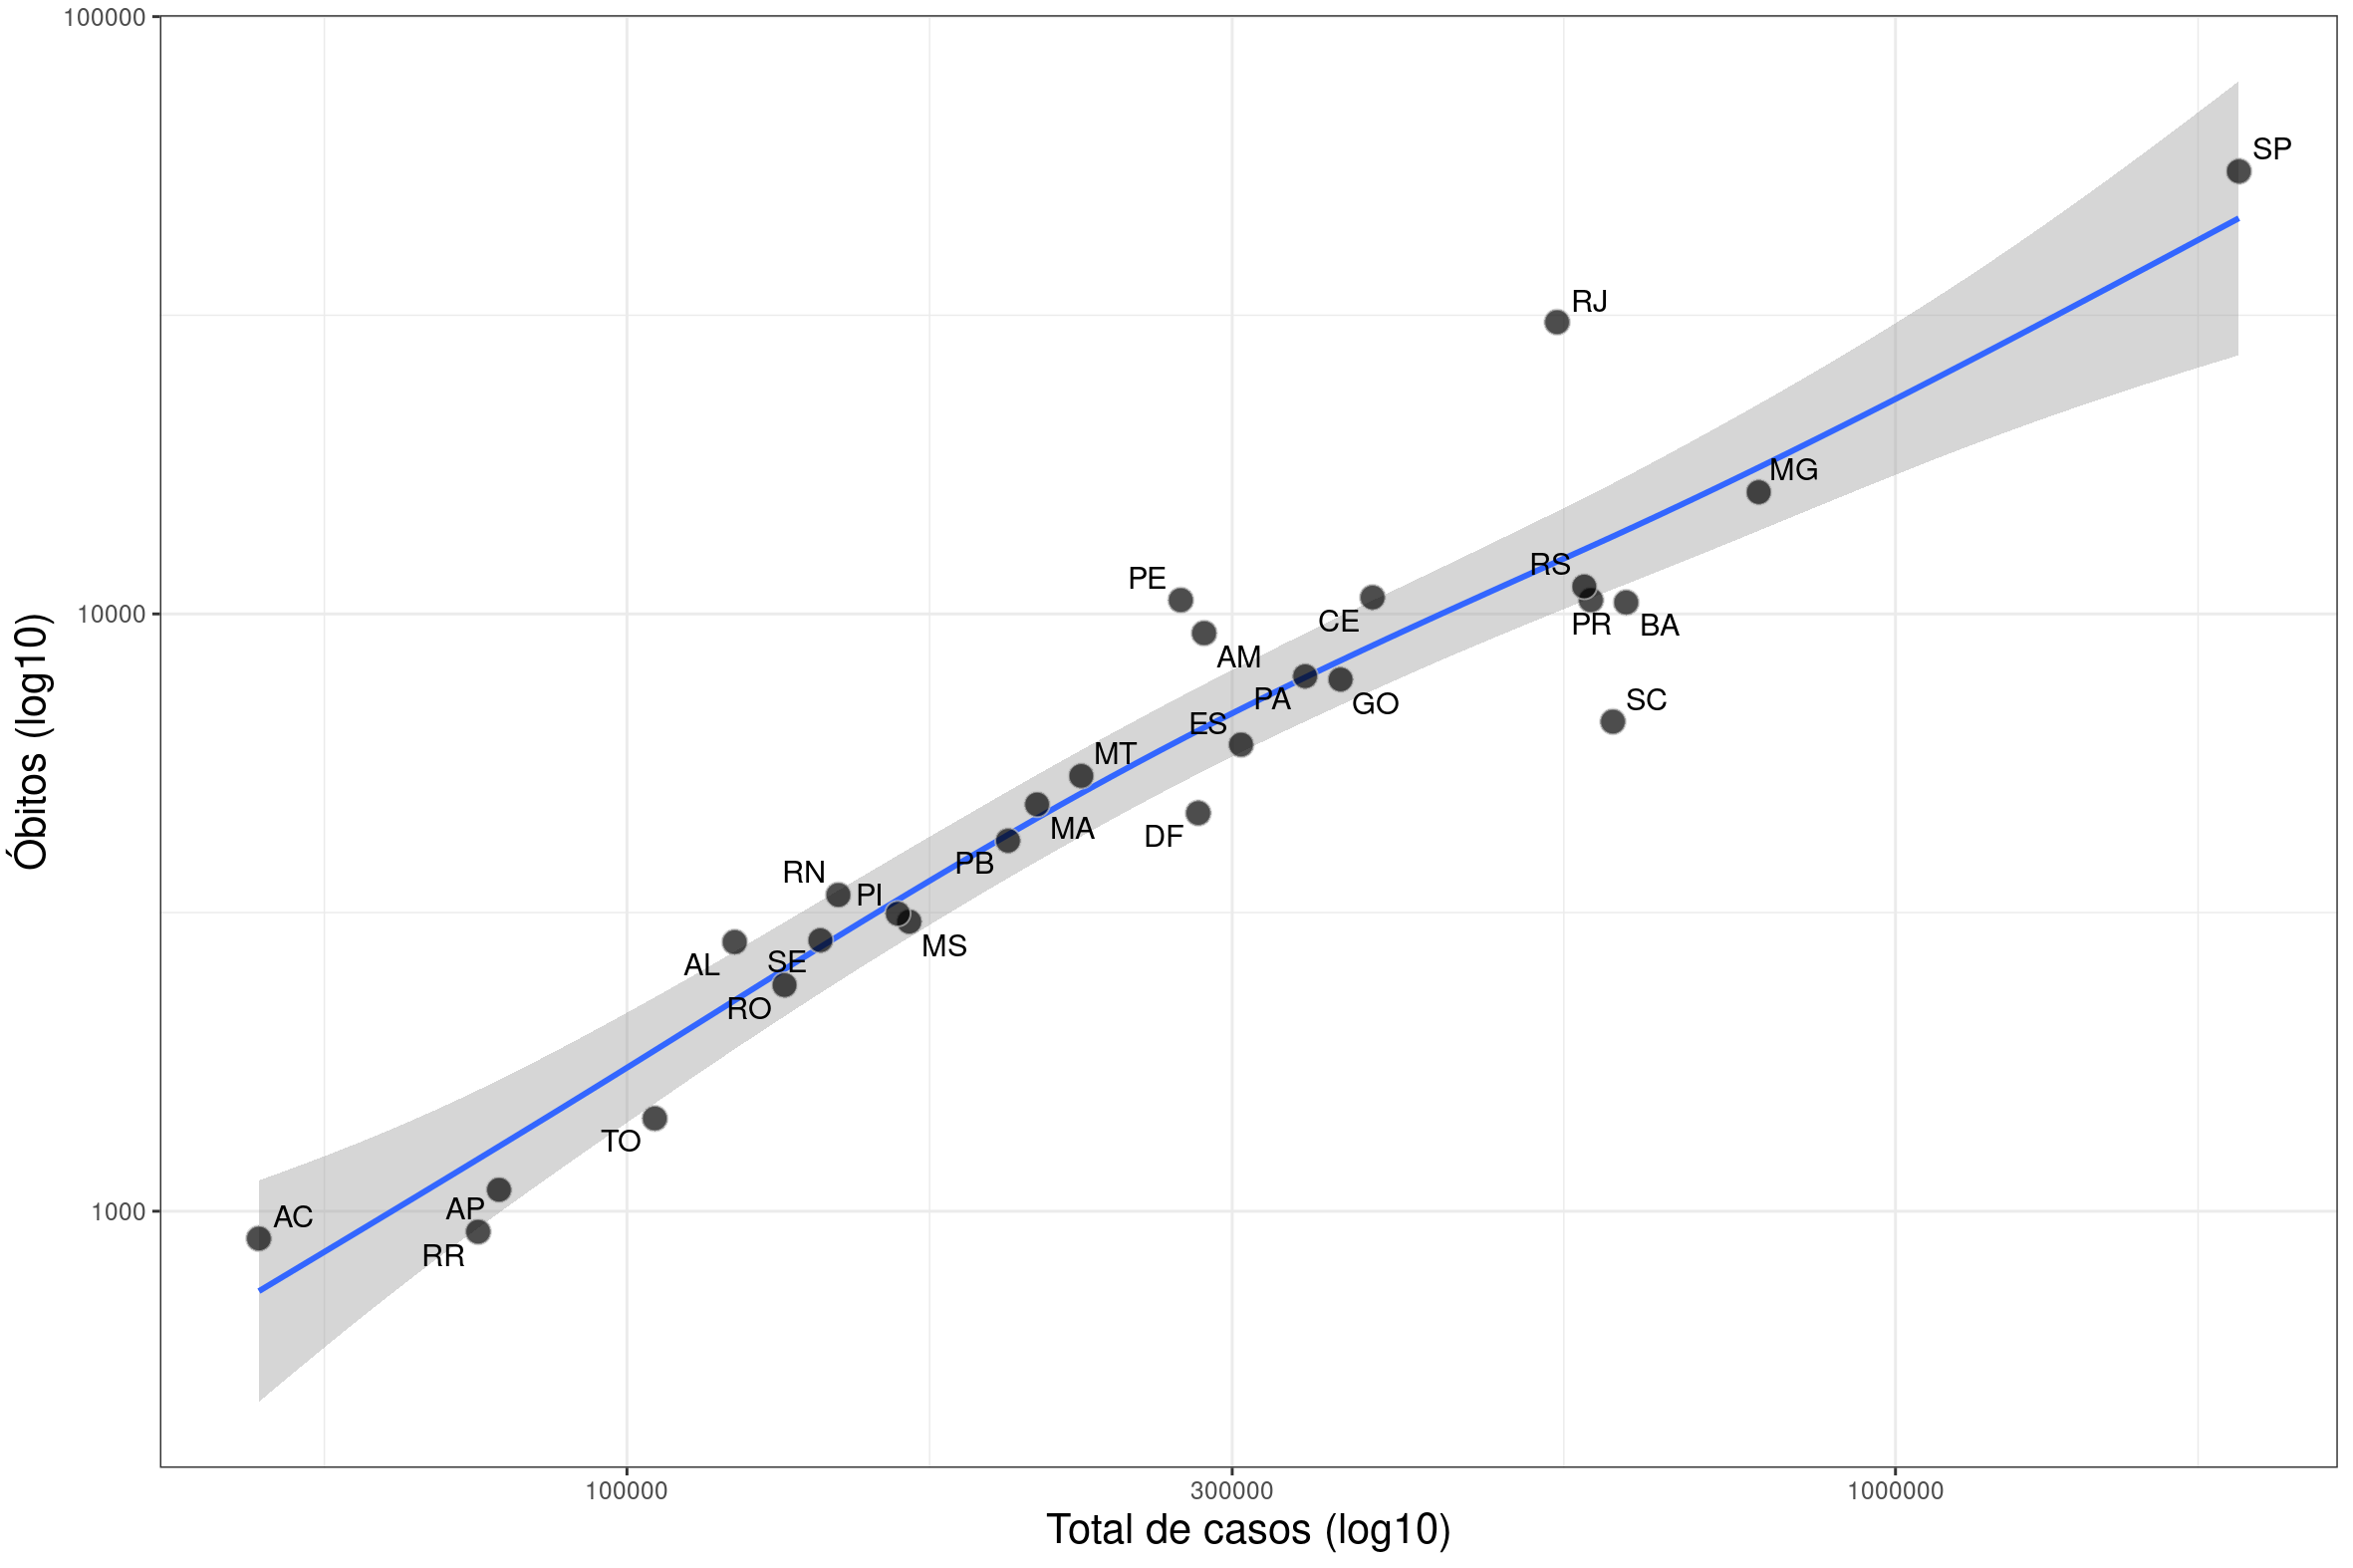 Óbitos (log10)
100000
10000
1000
SP
RJ
MG
RS
PE
CE
PR
BA
AM
PA
GO
SC
ES
MT
MA
DF
PB
RN
PI
MS
AL
SE
RO
TO
AC
AP
RR
100000
300000
1000000
Total de casos (log10)